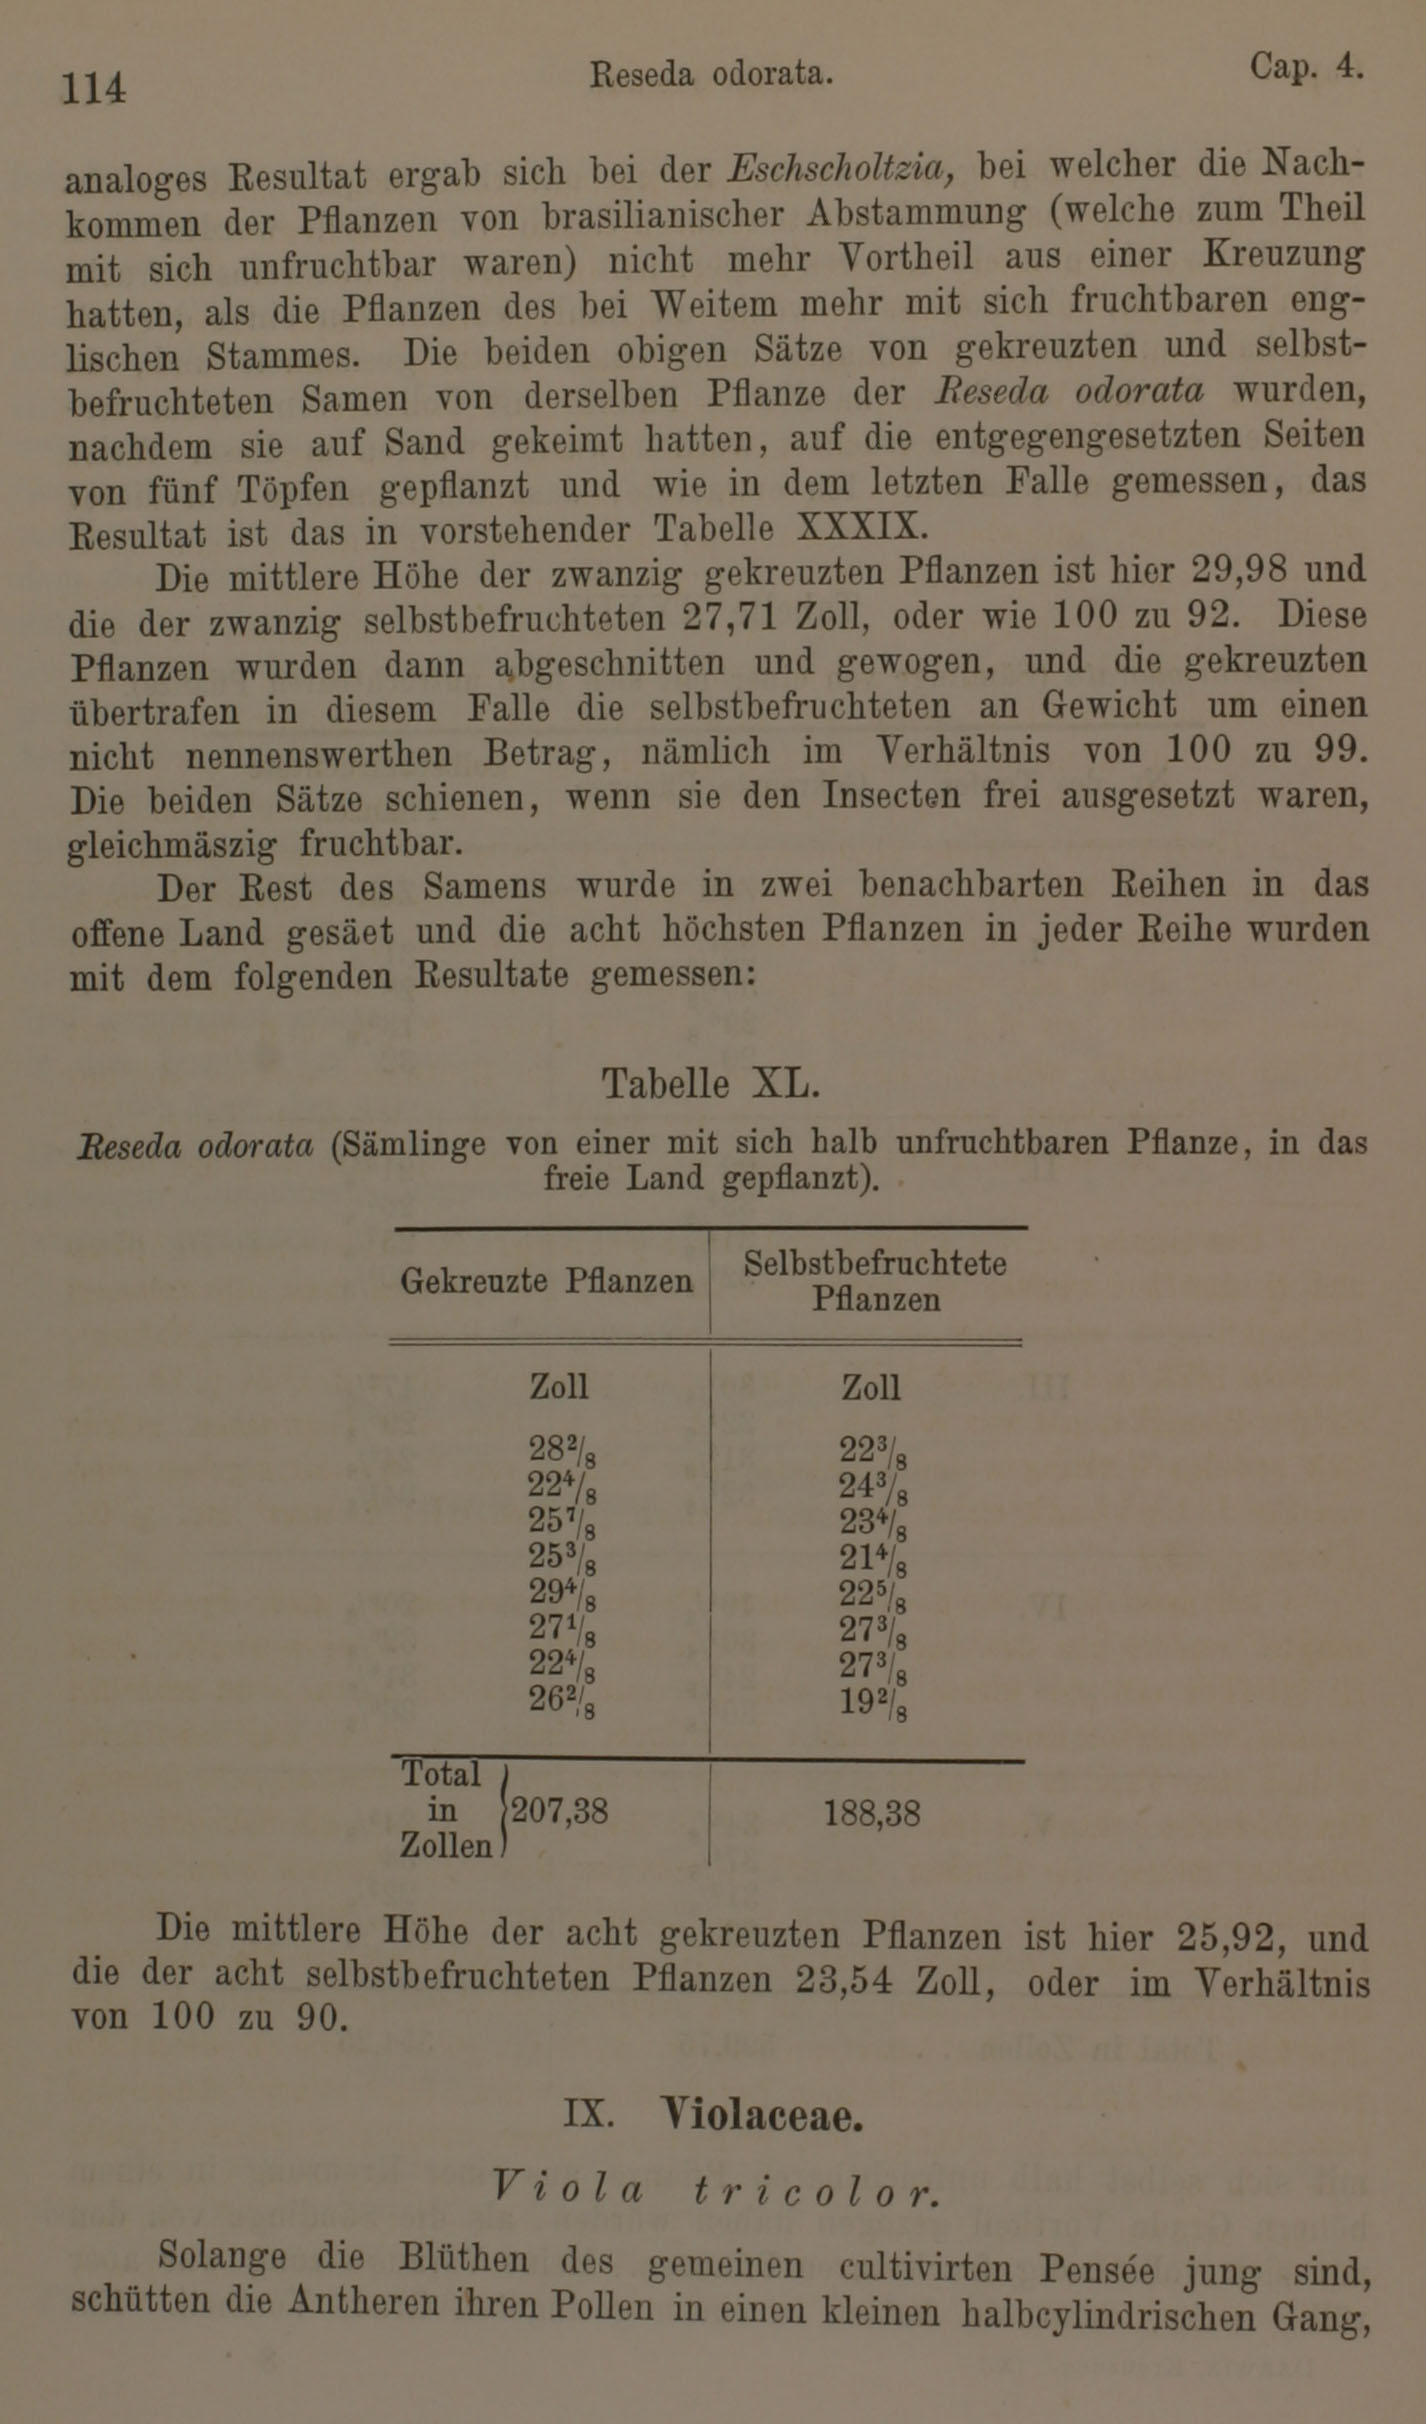 114 Reseda odorata. Cap. 4.
analoges Resultat ergab sich bei der Eschscholtzia, bei welcher die Nach-
kommen der Pflanzen von brasilianischer Abstammung (welche zum Theil
mit sich unfruchtbar waren) nicht mehr Vortheil aus einer Kreuzung
hatten, als die Pflanzen des bei Weitem mehr mit sich fruchtbaren eng-
lischen Stammes. Die beiden obigen Sätze von gekreuzten und selbst-
befruchteten Samen von derselben Pflanze der Reseda odorata wurden,
nachdem sie auf Sand gekeimt hatten, auf die entgegengesetzten Seiten
von fünf Töpfen gepflanzt und wie in dem letzten Falle gemessen, das
Resultat ist das in vorstehender Tabelle XXXIX.
Die mittlere Höhe der zwanzig gekreuzten Pflanzen ist hier 29,98 und
die der zwanzig selbstbefruchteten 27,71 Zoll, oder wie 100 zu 92. Diese
Pflanzen wurden dann abgeschnitten und gewogen, und die gekreuzten
übertrafen in diesem Falle die selbstbefruchteten an Gewicht um einen
nicht nennenswerthen Betrag, nämlich im Verhältnis von 100 zu 99.
Die beiden Sätze schienen, wenn sie den Insecten frei ausgesetzt waren,
gleichmäszig fruchtbar.
Der Rest des Samens wurde in zwei benachbarten Reihen in das
offene Land gesäet und die acht höchsten Pflanzen in jeder Reihe wurden
mit dem folgenden Resultate gemessen:
Tabelle XL.
Reseda odorata (Sämlinge von einer mit sich halb unfruchtbaren Pflanze, in das
freie Land gepflanzt).
Gekreuzte Pflanzen Selbstbefruchtete
Pflanzen
Zoll Zoll
28²/₈ 22³/₈
22⁴/₈ 24³/₈
25⁷/₈ 23⁴/₈
25³/₈ 21⁴/₈
29⁴/₈ 22⁵/₈
27¹/₈ 27³/₈
22⁴/₈ 27³/₈
26²/₈ 19²/₈
Total
in 207,38 188,38
Zollen
Die mittlere Höhe der acht gekreuzten Pflanzen ist hier 25,92, und
die der acht selbstbefruchteten Pflanzen 23,54 Zoll, oder im Verhältnis
von 100 zu 90.
IX. Violaceae.
Viola tricolor.
Solange die Blüthen des gemeinen cultivirten Pensée jung sind,
schütten die Antheren ihren Pollen in einen kleinen halbcylindrischen Gang,